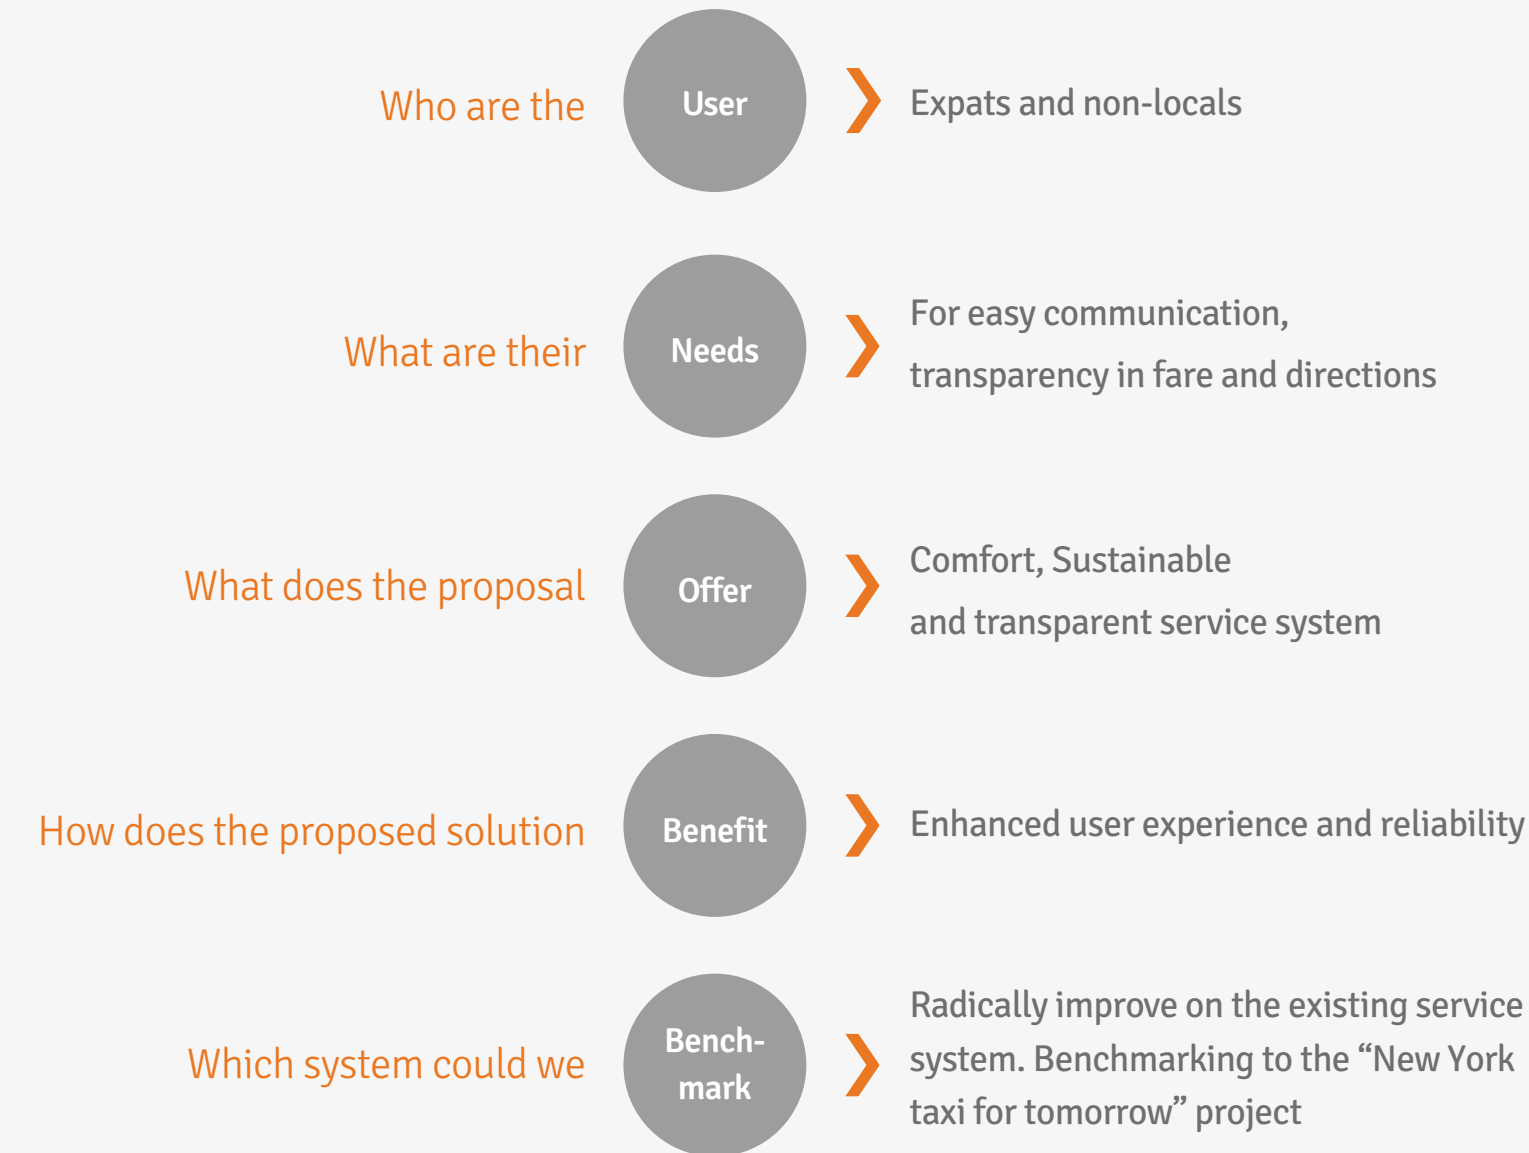 Who are the
User
Expats and non-locals
What are their
Needs
For easy communication,
transparency in fare and directions
What does the proposal
Offer
Comfort, Sustainable
and transparent service system
How does the proposed solution
Benefit
Enhanced user experience and reliability
Which system could we
Bench-
mark
Radically improve on the existing service
system. Benchmarking to the “New York
taxi for tomorrow” project